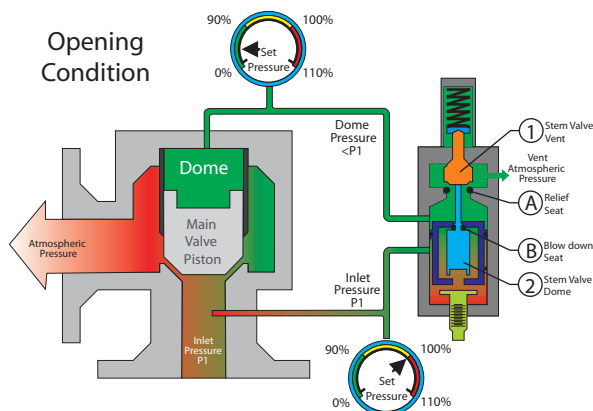 Opening
Condition
90%
100%
Set
Pressure
0%
110%
Dome
Pressure
<P1
Dome
Main
Valve
Piston
Atmospheric
Pressure
Inlet
Pressure
P1
Inlet
Pressure
P1
90%
100%
Set
Pressure
0%
110%
1
Stem Valve
Vent
Vent
Atmospheric
Pressure
A
Relief
Seat
B
Blow down
Seat
2
Stem Valve
Dome